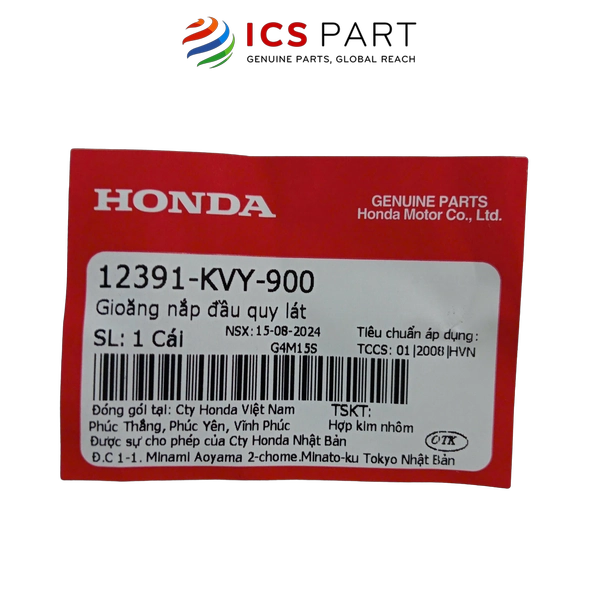 ICS PART
GENUINE PARTS, GLOBAL REACH
HONDA
GENUINE PARTS
Honda Motor Co., Ltd.
12391-KVY-900
Gioăng nắp đầu quy lát
SL: 1 Cái
NSX: 15-08-2024
G4M15S
Tiêu chuẩn áp dụng:
TCCS: 01|2008|HVN
Đóng gói tại: Cty Honda Việt Nam
Phúc Thắng, Phúc Yên, Vĩnh Phúc
TSKT:
Hợp kim nhôm
Được sự cho phép của Cty Honda Nhật Bản
Đ.C 1-1. Minami Aoyama 2-chome.Minato-ku Tokyo Nhật Bản
OTK